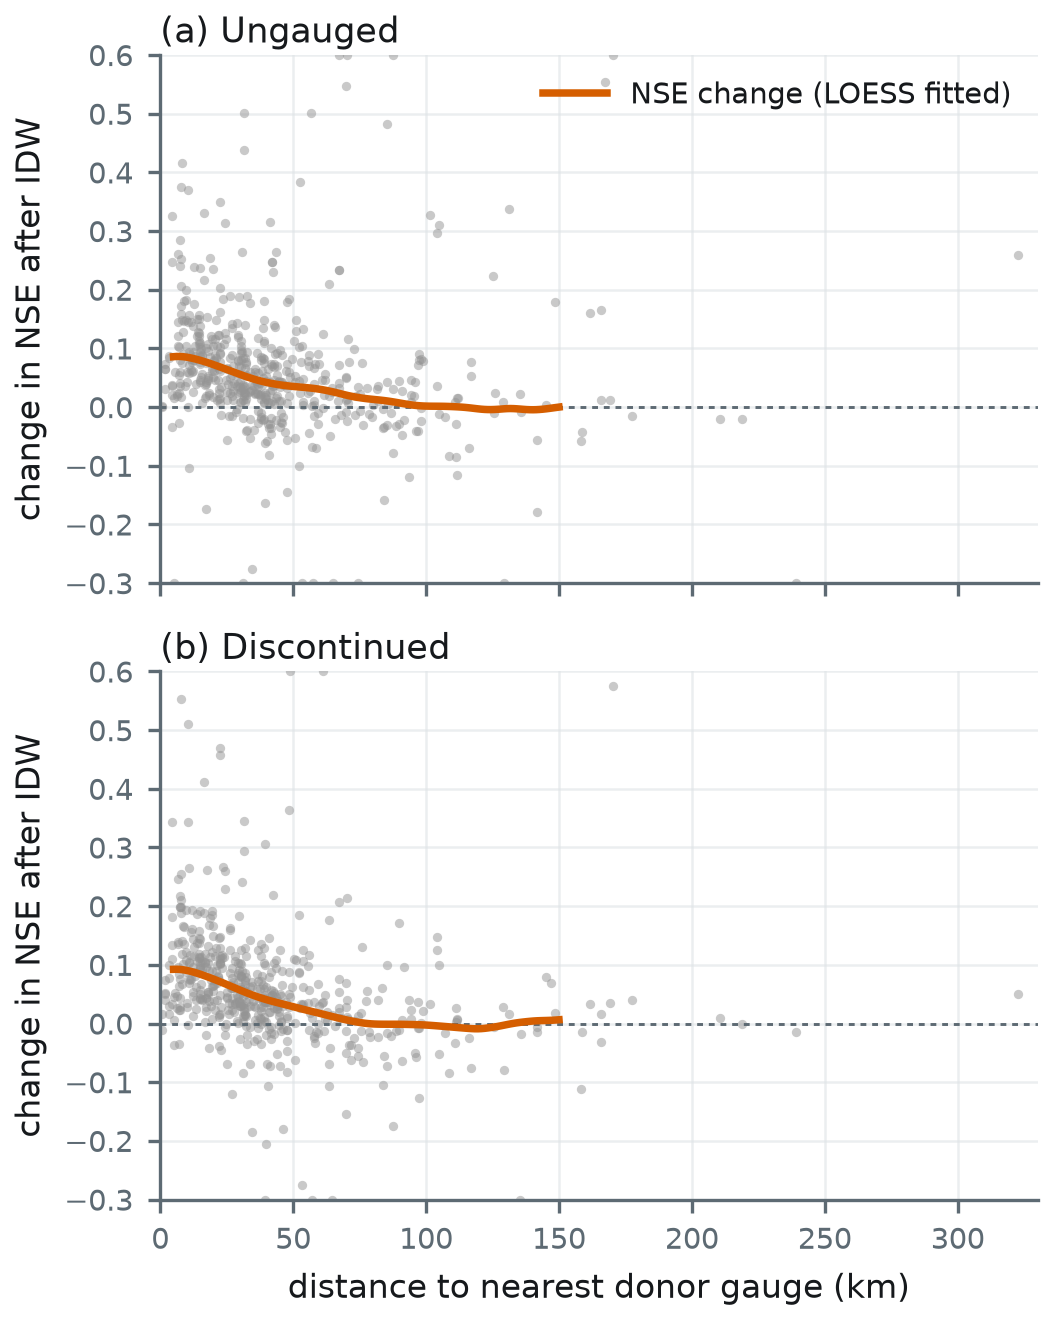 (a) Ungauged
0.6
0.5
0.4
0.3
0.2
0.1
0.0
−0.1
−0.2
−0.3
change in NSE after IDW
NSE change (LOESS fitted)
(b) Discontinued
0.6
0.5
0.4
0.3
0.2
0.1
0.0
−0.1
−0.2
−0.3
change in NSE after IDW
0 50 100 150 200 250 300
distance to nearest donor gauge (km)